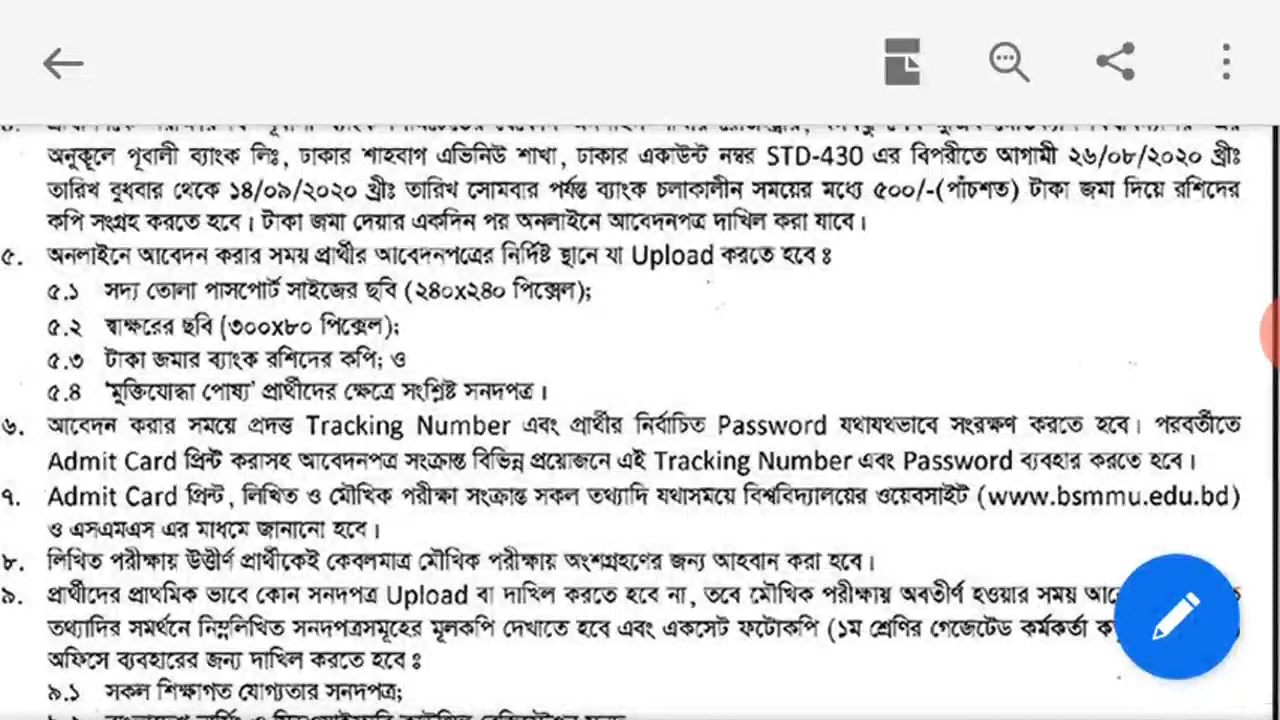 অনুকূলে পূবালী ব্যাংক লিঃ, ঢাকার শাহবাগ এভিনিউ শাখা, ঢাকার একাউন্ট নম্বর STD-430 এর বিপরীতে আগামী ২৬/০৮/২০২০ খ্রীঃ
তারিখ বুধবার থেকে ১৪/০৯/২০২০ খ্রীঃ তারিখ সোমবার পর্যন্ত ব্যাংক চলাকালীন সময়ের মধ্যে ৫০০/-(পাঁচশত) টাকা জমা দিয়ে রশিদের
কপি সংগ্রহ করতে হবে। টাকা জমা দেয়ার একদিন পর অনলাইনে আবেদনপত্র দাখিল করা যাবে।
৫. অনলাইনে আবেদন করার সময় প্রার্থীর আবেদনপত্রের নির্দিষ্ট স্থানে যা Upload করতে হবে ঃ
৫.১ সদ্য তোলা পাসপোর্ট সাইজের ছবি (২৪০x২৪০ পিক্সেল);
৫.২ স্বাক্ষরের ছবি (৩০০x৮০ পিক্সেল);
৫.৩ টাকা জমার ব্যাংক রশিদের কপি; ও
৫.৪ ‘মুক্তিযোদ্ধা পোষ্য’ প্রার্থীদের ক্ষেত্রে সংশ্লিষ্ট সনদপত্র।
৬. আবেদন করার সময়ে প্রদত্ত Tracking Number এবং প্রার্থীর নির্বাচিত Password যথাযথভাবে সংরক্ষণ করতে হবে। পরবর্তীতে
Admit Card প্রিন্ট করাসহ আবেদনপত্র সংক্রান্ত বিভিন্ন প্রয়োজনে এই Tracking Number এবং Password ব্যবহার করতে হবে।
৭. Admit Card প্রিন্ট, লিখিত ও মৌখিক পরীক্ষা সংক্রান্ত সকল তথ্যাদি যথাসময়ে বিশ্ববিদ্যালয়ের ওয়েবসাইট (www.bsmmu.edu.bd)
ও এসএমএস এর মাধমে জানানো হবে।
৮. লিখিত পরীক্ষায় উত্তীর্ণ প্রার্থীকেই কেবলমাত্র মৌখিক পরীক্ষায় অংশগ্রহণের জন্য আহবান করা হবে।
৯. প্রার্থীদের প্রাথমিক ভাবে কোন সনদপত্র Upload বা দাখিল করতে হবে না, তবে মৌখিক পরীক্ষায় অবতীর্ণ হওয়ার সময়
তথ্যাদির সমর্থনে নিম্নলিখিত সনদপত্রসমূহের মূলকপি দেখাতে হবে এবং একসেট ফটোকপি (১ম শ্রেণির গেজেটেড কর্মকর্তা
অফিসে ব্যবহারের জন্য দাখিল করতে হবে ঃ
৯.১ সকল শিক্ষাগত যোগ্যতার সনদপত্র;